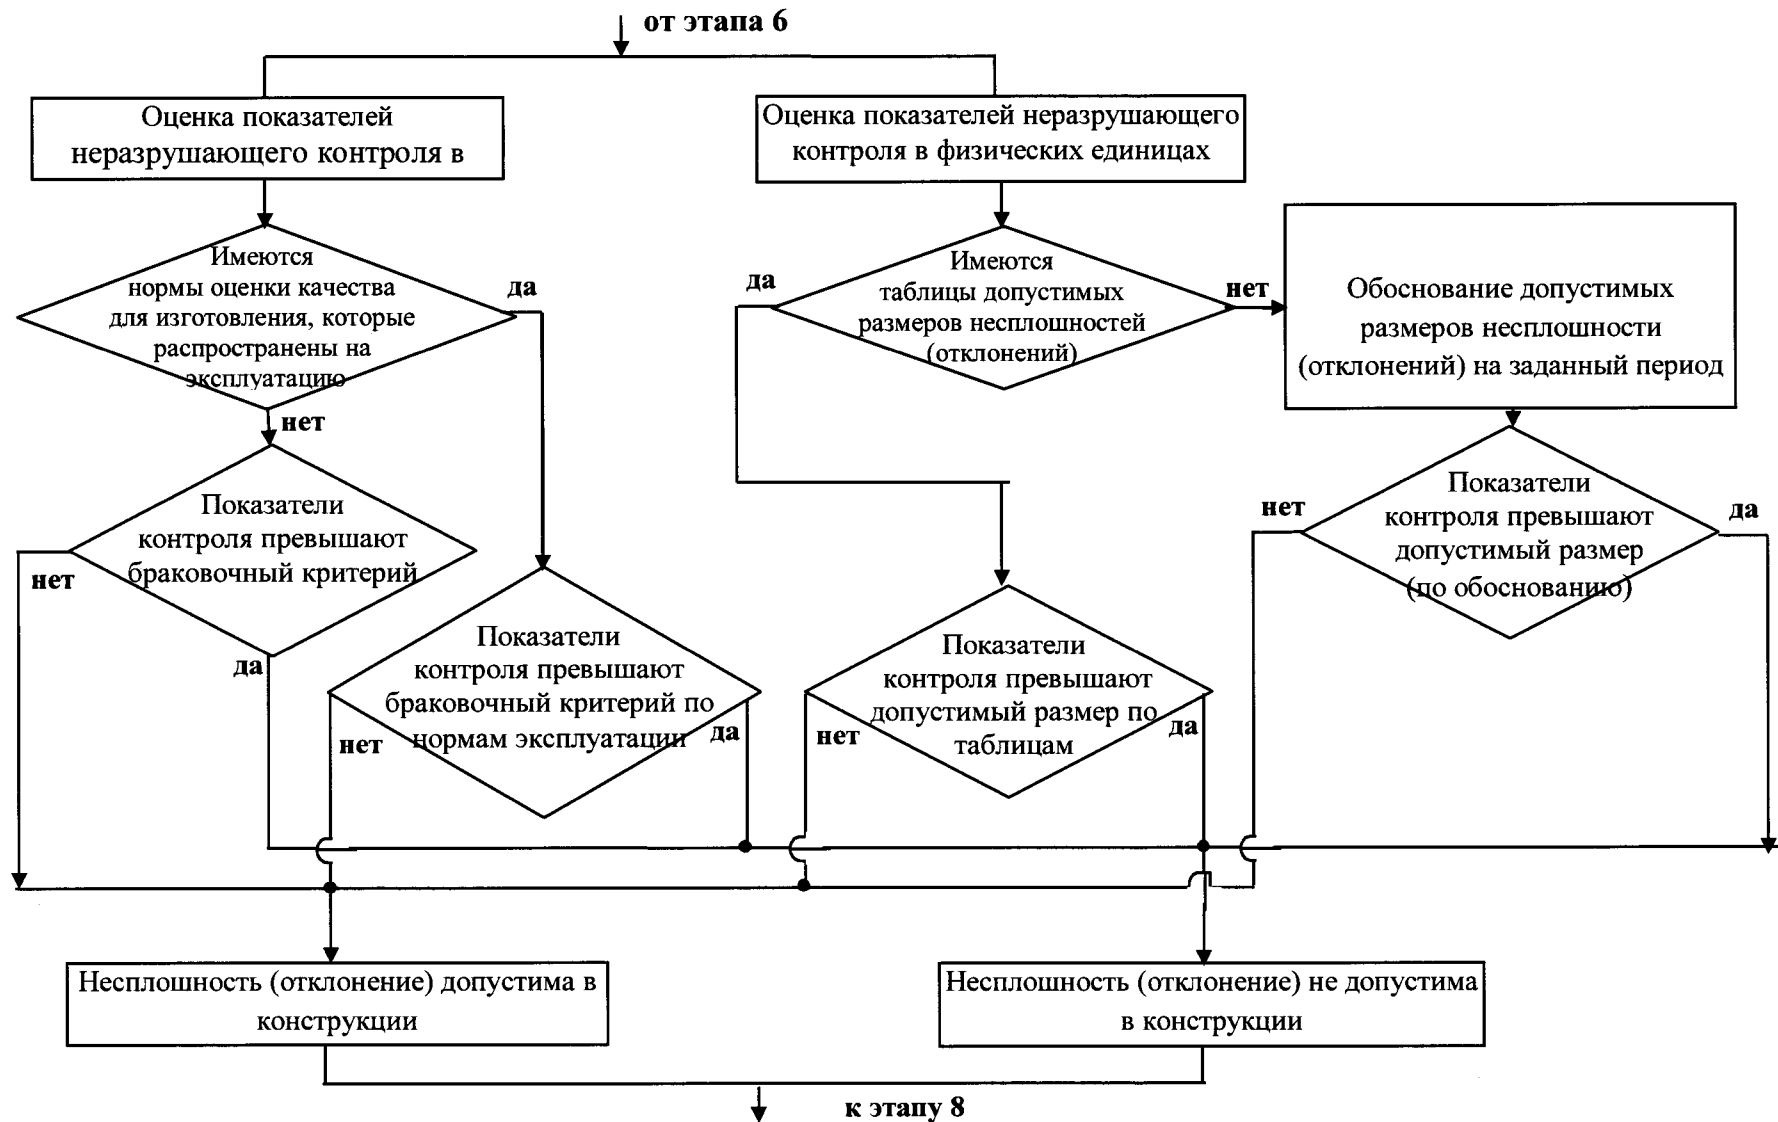 от этапа 6
Оценка показателей
неразрушающего контроля в
Оценка показателей неразрушающего
контроля в физических единицах
Имеются
нормы оценки качества
для изготовления, которые
распространены на
эксплуатацию
да
нет
Имеются
таблицы допустимых
размеров несплошностей
(отклонений)
да
нет
Обоснование допустимых
размеров несплошности
(отклонений) на заданный период
Показатели
контроля превышают
браковочный критерий
нет
да
Показатели
контроля превышают
браковочный критерий по
нормам эксплуатации
нет
да
Показатели
контроля превышают
допустимый размер по
таблицам
нет
да
Показатели
контроля превышают
допустимый размер
(по обоснованию)
нет
да
Несплошность (отклонение) допустима в
конструкции
Несплошность (отклонение) не допустима
в конструкции
к этапу 8